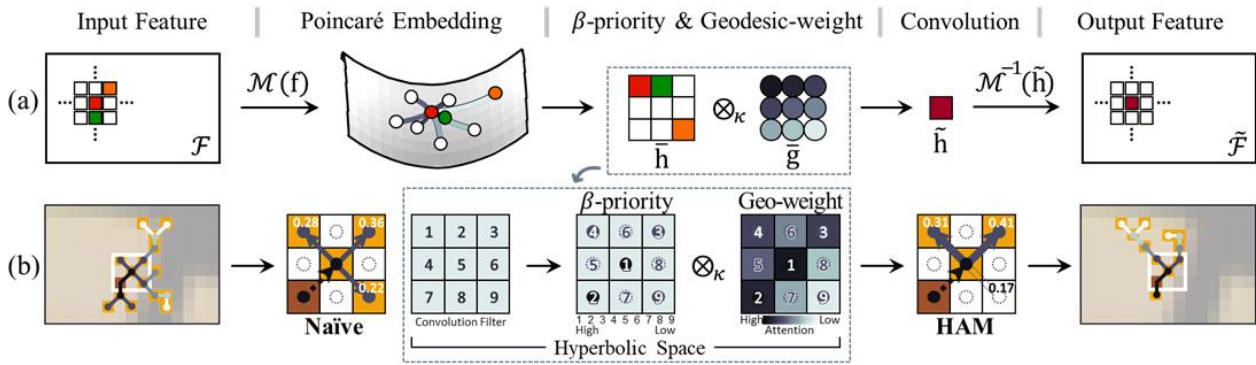 Input Feature
Poincaré Embedding
β-priority & Geodesic-weight
Convolution
Output Feature
(a)
ℱ
ℳ(f)
h̄
⊗κ
ḡ
h̃
ℳ⁻¹(h̃)
ℱ̃
(b)
0.28 0.36
0.22
Naïve
1 2 3
4 5 6
7 8 9
Convolution Filter
β-priority
4 6 3
5 1 8
2 7 9
1 2 3 4 5 6 7 8 9
High Low
⊗κ
Geo-weight
4 6 3
5 1 8
2 7 9
High Low
Attention
Hyperbolic Space
0.31 0.41
0.17
HAM